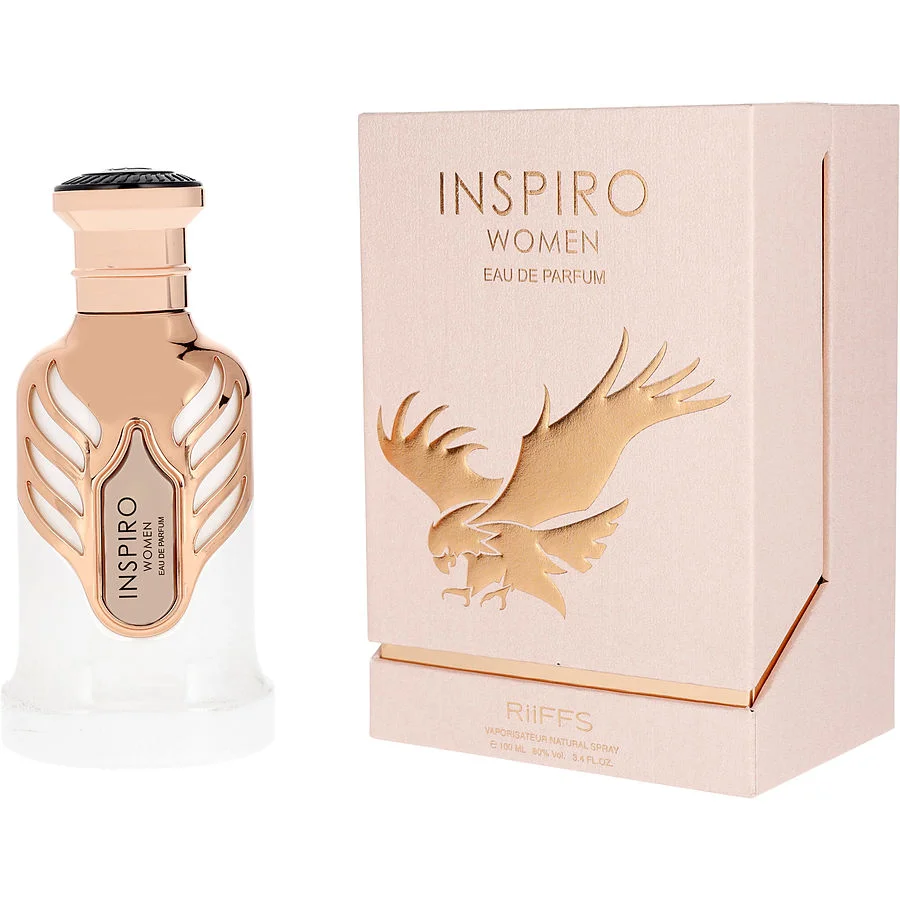 INSPIRO
WOMEN
EAU DE PARFUM
INSPIRO
WOMEN
EAU DE PARFUM
RiiFFS
VAPORISATEUR NATURAL SPRAY
e 100 ML 80% Vol. 3.4 FL.OZ.